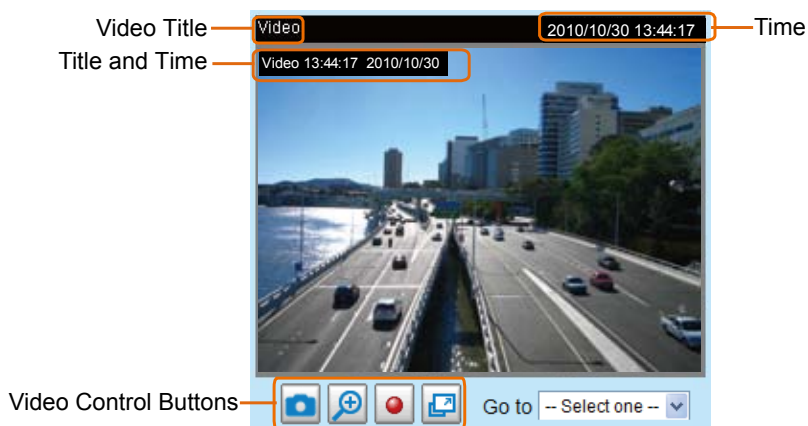 Video Title
Video
2010/10/30 13:44:17
Time
Title and Time
Video 13:44:17 2010/10/30
Video Control Buttons
Go to
-- Select one --